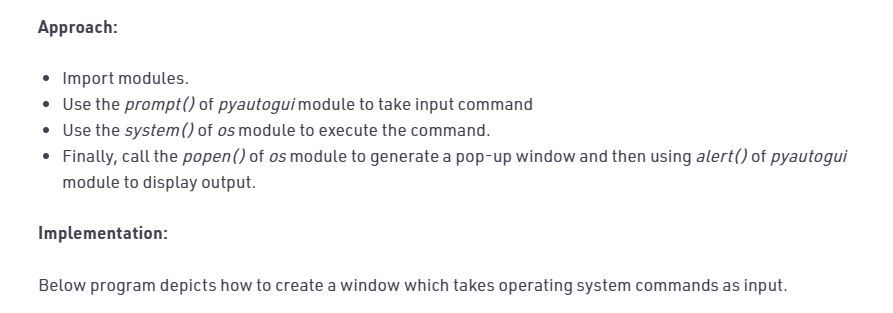 Approach:
• Import modules.
• Use the prompt() of pyautogui module to take input command
• Use the system() of os module to execute the command.
• Finally, call the popen() of os module to generate a pop-up window and then using alert() of pyautogui
module to display output.
Implementation:
Below program depicts how to create a window which takes operating system commands as input.